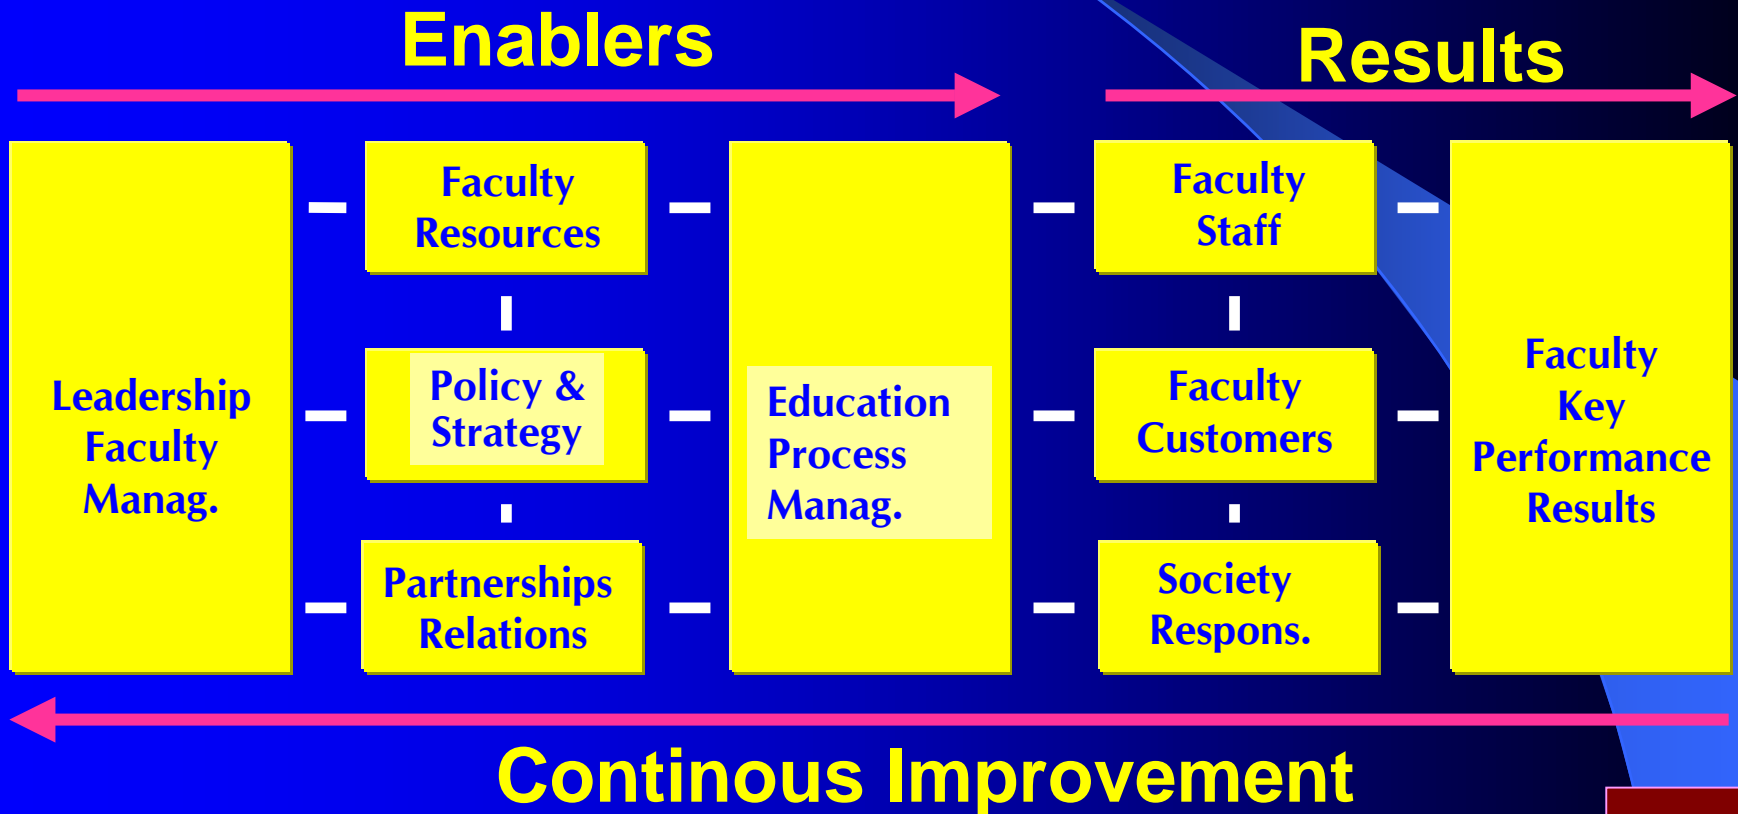 Enablers
Results
Leadership
Faculty
Manag.
Faculty
Resources
Policy &
Strategy
Partnerships
Relations
Education
Process
Manag.
Faculty
Staff
Faculty
Customers
Society
Respons.
Faculty
Key
Performance
Results
Continous Improvement